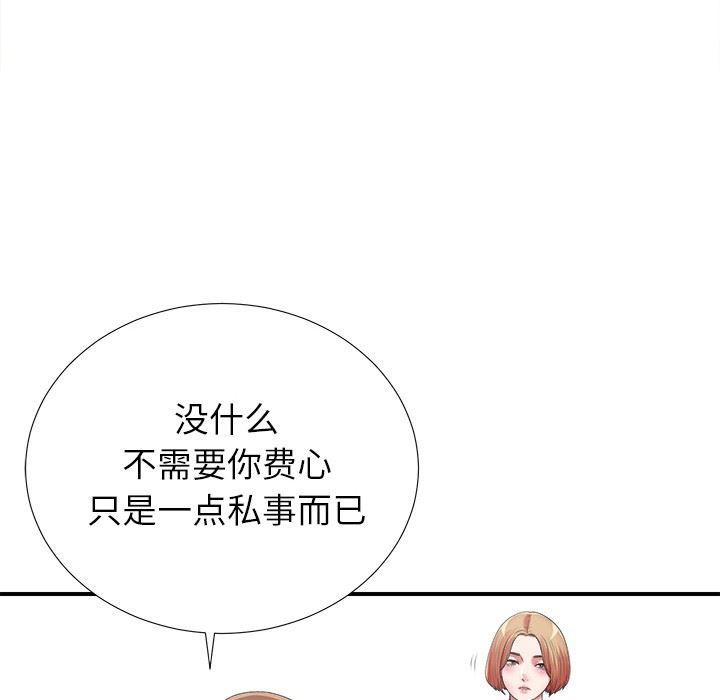 没什么
不需要你费心
只是一点私事而已